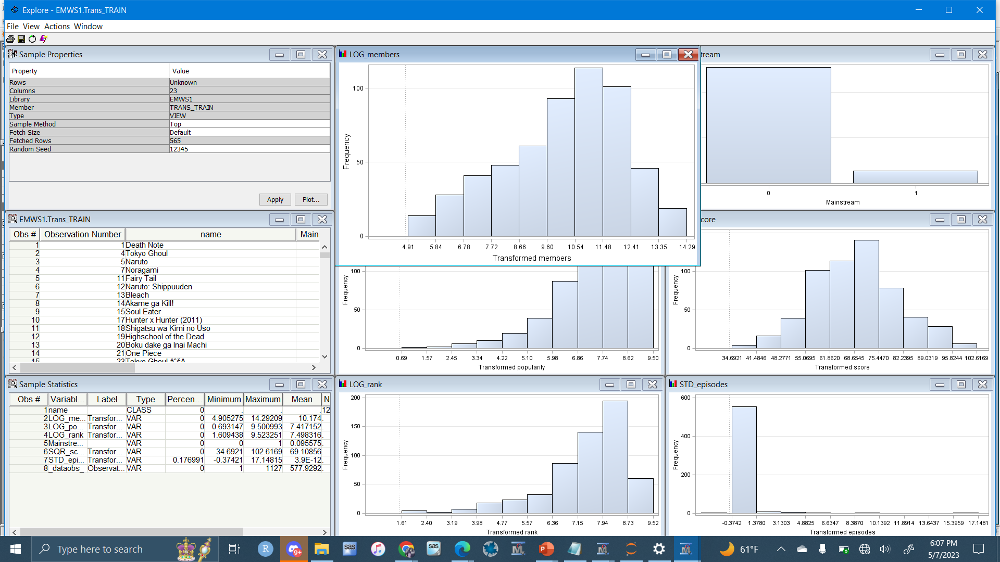 Explore - EMWS1.Trans_TRAIN
File View Actions Window
Sample Properties
Property Value
Rows Unknown
Columns 23
Library EMWS1
Member TRANS_TRAIN
Type VIEW
Sample Method Top
Fetch Size Default
Fetched Rows 565
Random Seed 12345
Apply Plot...
LOG_members
Frequency
100
50
0
4.91 5.84 6.78 7.72 8.66 9.60 10.54 11.48 12.41 13.35 14.29
Transformed members
tream
0 1
Mainstream
EMWS1.Trans_TRAIN
Obs # Observation Number name Main
1 1 Death Note
2 4 Tokyo Ghoul
3 5 Naruto
4 7 Noragami
5 11 Fairy Tail
6 12 Naruto: Shippuuden
7 13 Bleach
8 14 Akame ga Kill!
9 15 Soul Eater
10 17 Hunter x Hunter (2011)
11 18 Shigatsu wa Kimi no Uso
12 19 Highschool of the Dead
13 20 Boku dake ga Inai Machi
14 21 One Piece
15 23 Tokyo Ghoul âˆšA
Frequency
100
50
0
0.69 1.57 2.45 3.34 4.22 5.10 5.98 6.86 7.74 8.62 9.50
Transformed popularity
core
Frequency
100
50
0
34.6921 41.4846 48.2771 55.0695 61.8620 68.6545 75.4470 82.2395 89.0319 95.8244 102.6169
Transformed score
Sample Statistics
Obs # Variabl... Label Type Percen... Minimum Maximum Mean N
1 name CLASS 0 . . . 12
2 LOG_me... Transfor... VAR 0 4.905275 14.29209 10.174 .
3 LOG_po... Transfor... VAR 0 0.693147 9.500993 7.417152 .
4 LOG_rank Transfor... VAR 0 1.609438 9.523251 7.498316 .
5 Mainstre... VAR 0 0 1 0.095575 .
6 SQR_sc... Transfor... VAR 0 34.6921 102.6169 69.10856 .
7 STD_epi... Transfor... VAR 0.176991 -0.37421 17.14815 3.9E-12 .
8 _dataobs_ Observat... VAR 0 1 1127 577.9292 .
LOG_rank
Frequency
200
150
100
50
0
1.61 2.40 3.19 3.98 4.77 5.57 6.36 7.15 7.94 8.73 9.52
Transformed rank
STD_episodes
Frequency
600
400
200
0
-0.3742 1.3780 3.1303 4.8825 6.6347 8.3870 10.1392 11.8914 13.6437 15.3959 17.1481
Transformed episodes
Type here to search
R
9+
sas
sas
P
61°F
6:07 PM
5/7/2023